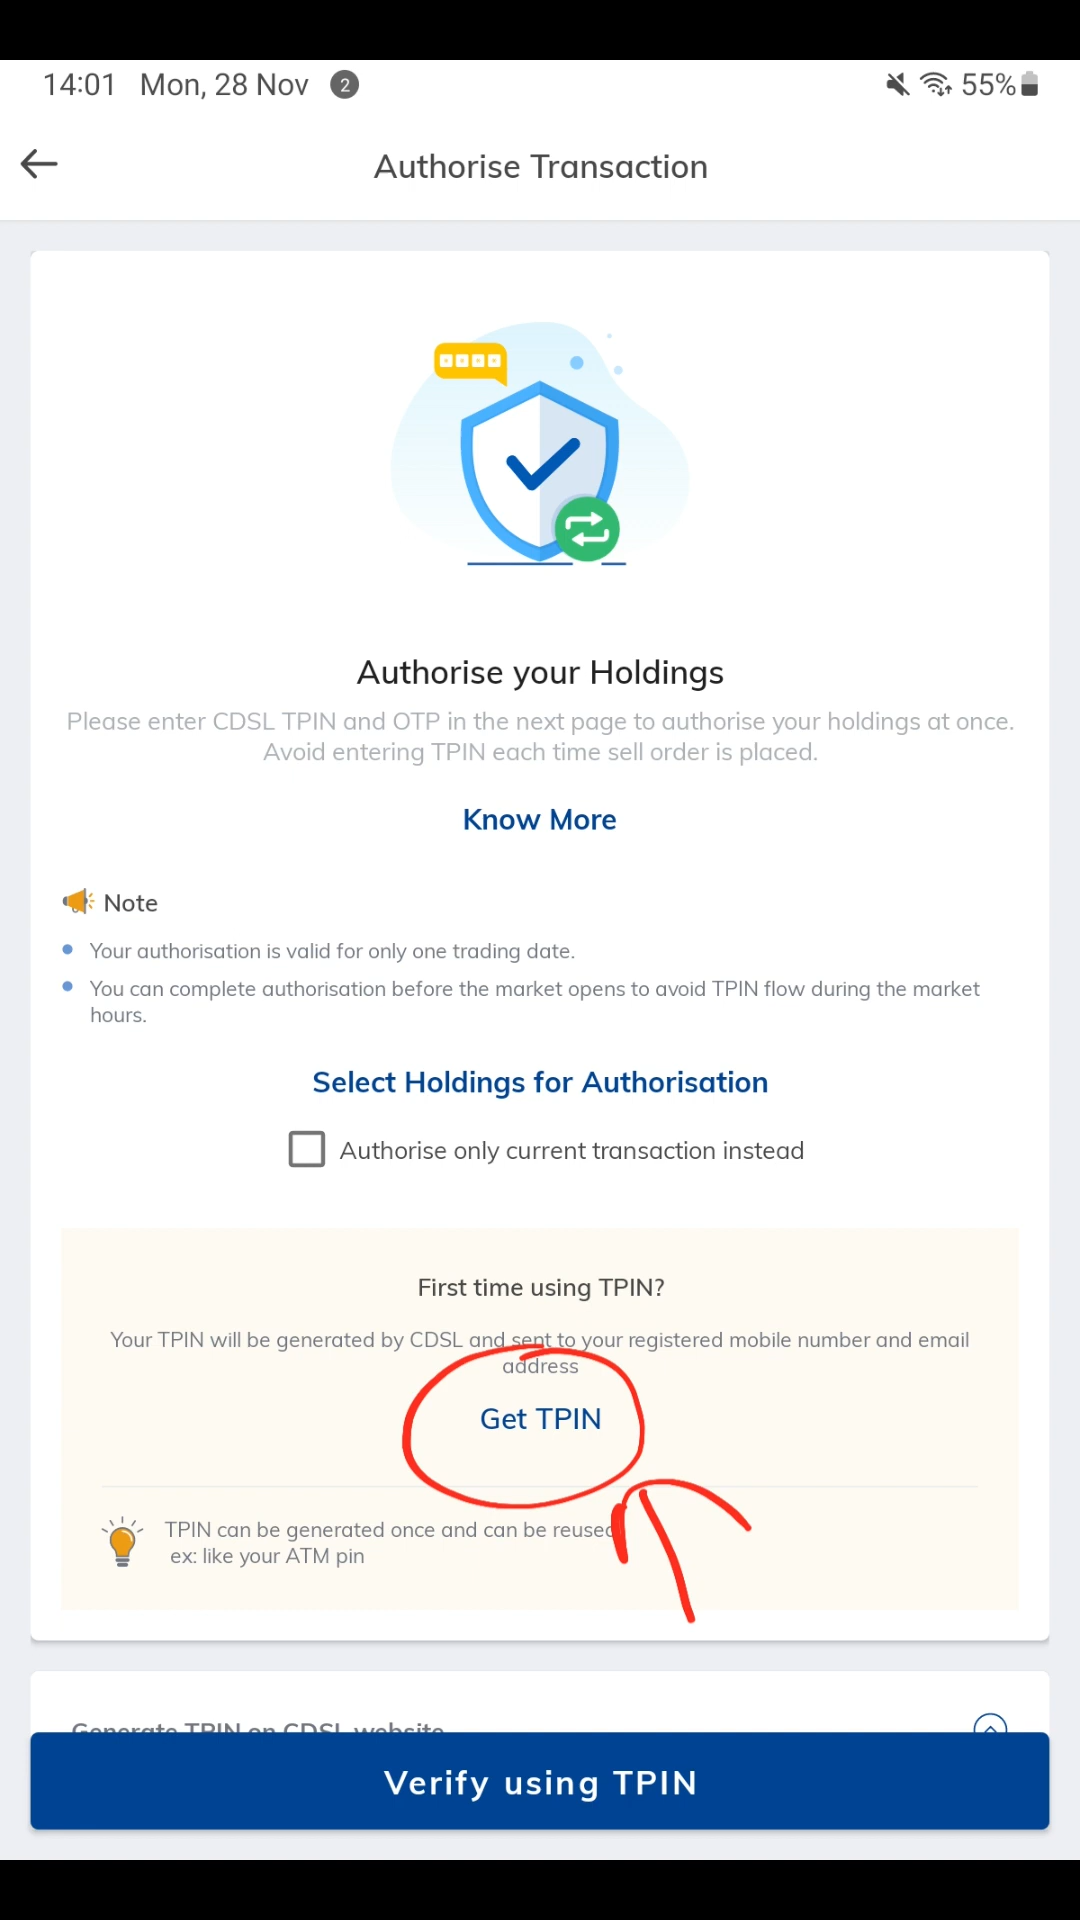 14:01 Mon, 28 Nov 2 55%
Authorise Transaction
Authorise your Holdings
Please enter CDSL TPIN and OTP in the next page to authorise your holdings at once.
Avoid entering TPIN each time sell order is placed.
Know More
Note
Your authorisation is valid for only one trading date.
You can complete authorisation before the market opens to avoid TPIN flow during the market
hours.
Select Holdings for Authorisation
Authorise only current transaction instead
First time using TPIN?
Your TPIN will be generated by CDSL and sent to your registered mobile number and email
address
Get TPIN
TPIN can be generated once and can be reused
ex: like your ATM pin
Generate TPIN on CDSL website
Verify using TPIN